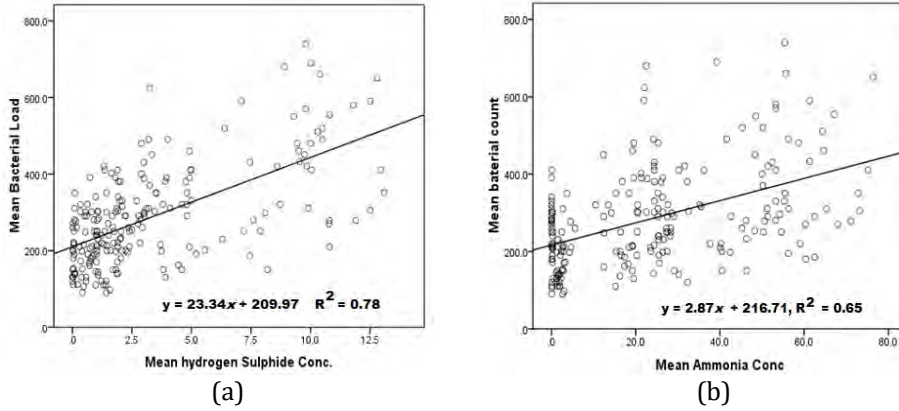 800.0
600.0
400.0
200.0
.0
Mean Bacterial Load
y = 23.34x + 209.97 R2 = 0.78
.0 2.5 5.0 7.5 10.0 12.5
Mean hydrogen Sulphide Conc.
(a)
800.0
600.0
400.0
200.0
.0
Mean baterial count
y = 2.87x + 216.71, R2 = 0.65
.0 20.0 40.0 60.0 80.0
Mean Ammonia Conc
(b)